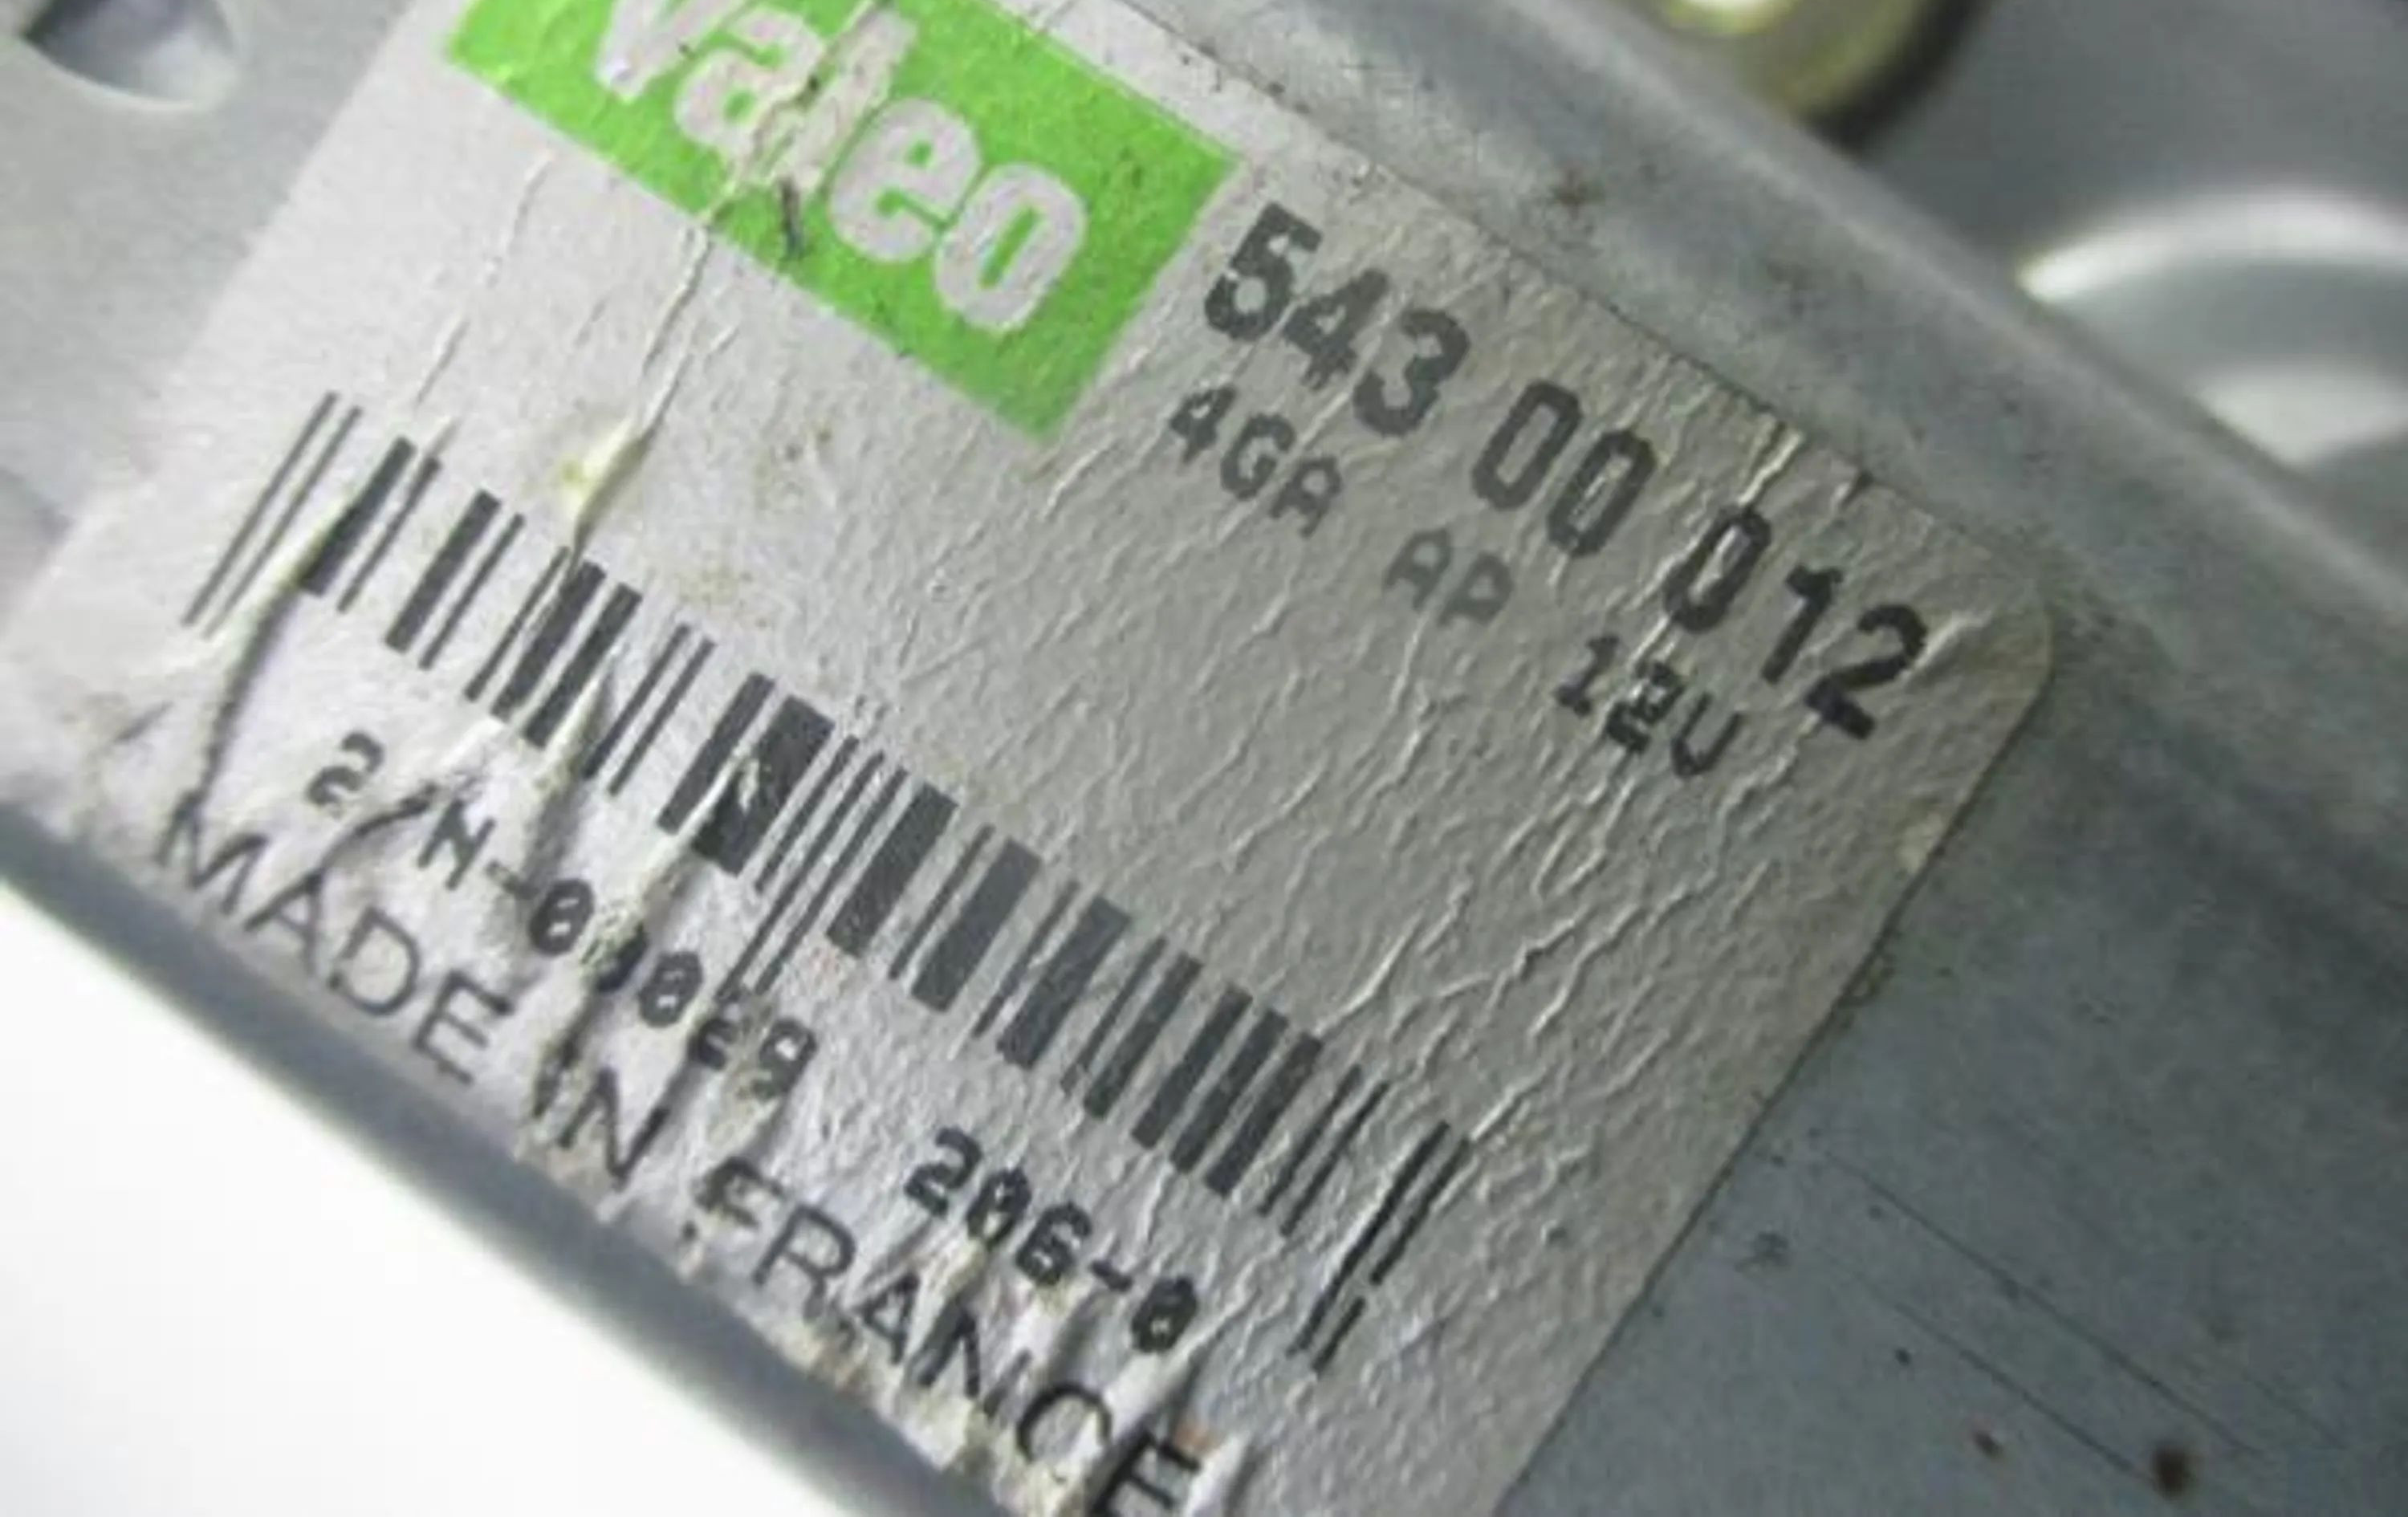 valeo
543 00 012
4GA AP 12V
206-0
MADE IN FRANCE